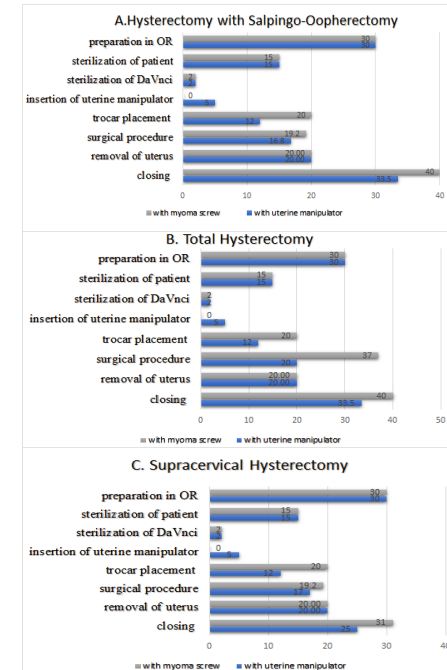 A.Hysterectomy with Salpingo-Oopherectomy
preparation in OR 30 30
sterilization of patient 15 15
sterilization of DaVnci 2 2
insertion of uterine manipulator 0 5
trocar placement 20 12
surgical procedure 19.2 16.8
removal of uterus 20.00 20.00
closing 40 33.5
0 10 20 30 40
with myoma screw with uterine manipulator
B. Total Hysterectomy
preparation in OR 30 30
sterilization of patient 15 15
sterilization of DaVnci 2 2
insertion of uterine manipulator 0 5
trocar placement 20 12
surgical procedure 37 20
removal of uterus 20.00 20.00
closing 40 33.5
0 10 20 30 40 50
with myoma screw with uterine manipulator
C. Supracervical Hysterectomy
preparation in OR 30 30
sterilization of patient 15 15
sterilization of DaVnci 2 2
insertion of uterine manipulator 0 5
trocar placement 20 12
surgical procedure 19.2 17
removal of uterus 20.00 20.00
closing 31 25
0 10 20 30 40
with myoma screw with uterine manipulator